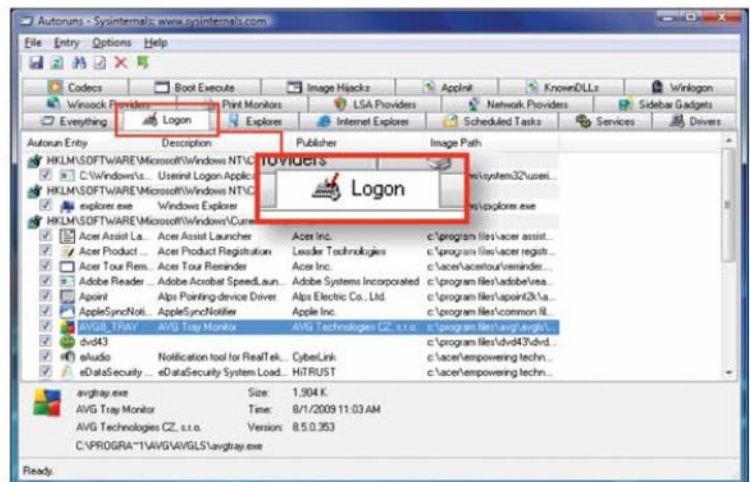 Autoruns - Sysinternals: www.sysinternals.com
File Entry Options Help
Codecs Boot Execute Image Hijacks AppInit KnownDLLs Winlogon
Winsock Providers Print Monitors LSA Providers Network Providers Sidebar Gadgets
Everything Logon Explorer Internet Explorer Scheduled Tasks Services Drivers
Autorun Entry Description Publisher Image Path
HKLM\SOFTWARE\Microsoft\Windows NT\C
C:\Windows\s... Userinit Logon Applic
HKLM\SOFTWARE\Microsoft\Windows NT\C
explorer.exe Windows Explorer
HKLM\SOFTWARE\Microsoft\Windows\Curre
Logon
Acer Assist La... Acer Assist Launcher Acer Inc. c:\program files\acer assist...
Acer Product ... Acer Product Registration Leader Technologies c:\program files\acer registr...
Acer Tour Rem... Acer Tour Reminder Acer Inc. c:\acer\acertour\reminder....
Adobe Reader ... Adobe Acrobat SpeedLaun... Adobe Systems Incorporated c:\program files\adobe\rea...
Apoint Alps Pointing-device Driver Alps Electric Co., Ltd. c:\program files\apoint2k\a...
AppleSyncNoti... AppleSyncNotifier Apple Inc. c:\program files\common fil...
AVG8_TRAY AVG Tray Monitor AVG Technologies CZ, s.r.o. c:\program files\avg\avgls\...
dvd43 c:\program files\dvd43\dvd...
eAudio Notification tool for RealTek... CyberLink c:\acer\empowering techn...
eDataSecurity ... eDataSecurity System Load... HiTRUST c:\acer\empowering techn...
avgtray.exe Size: 1,904 K
AVG Tray Monitor Time: 8/1/2009 11:03 AM
AVG Technologies CZ, s.r.o. Version: 8.5.0.353
C:\PROGRA~1\AVG\AVGLS\avgtray.exe
Ready.